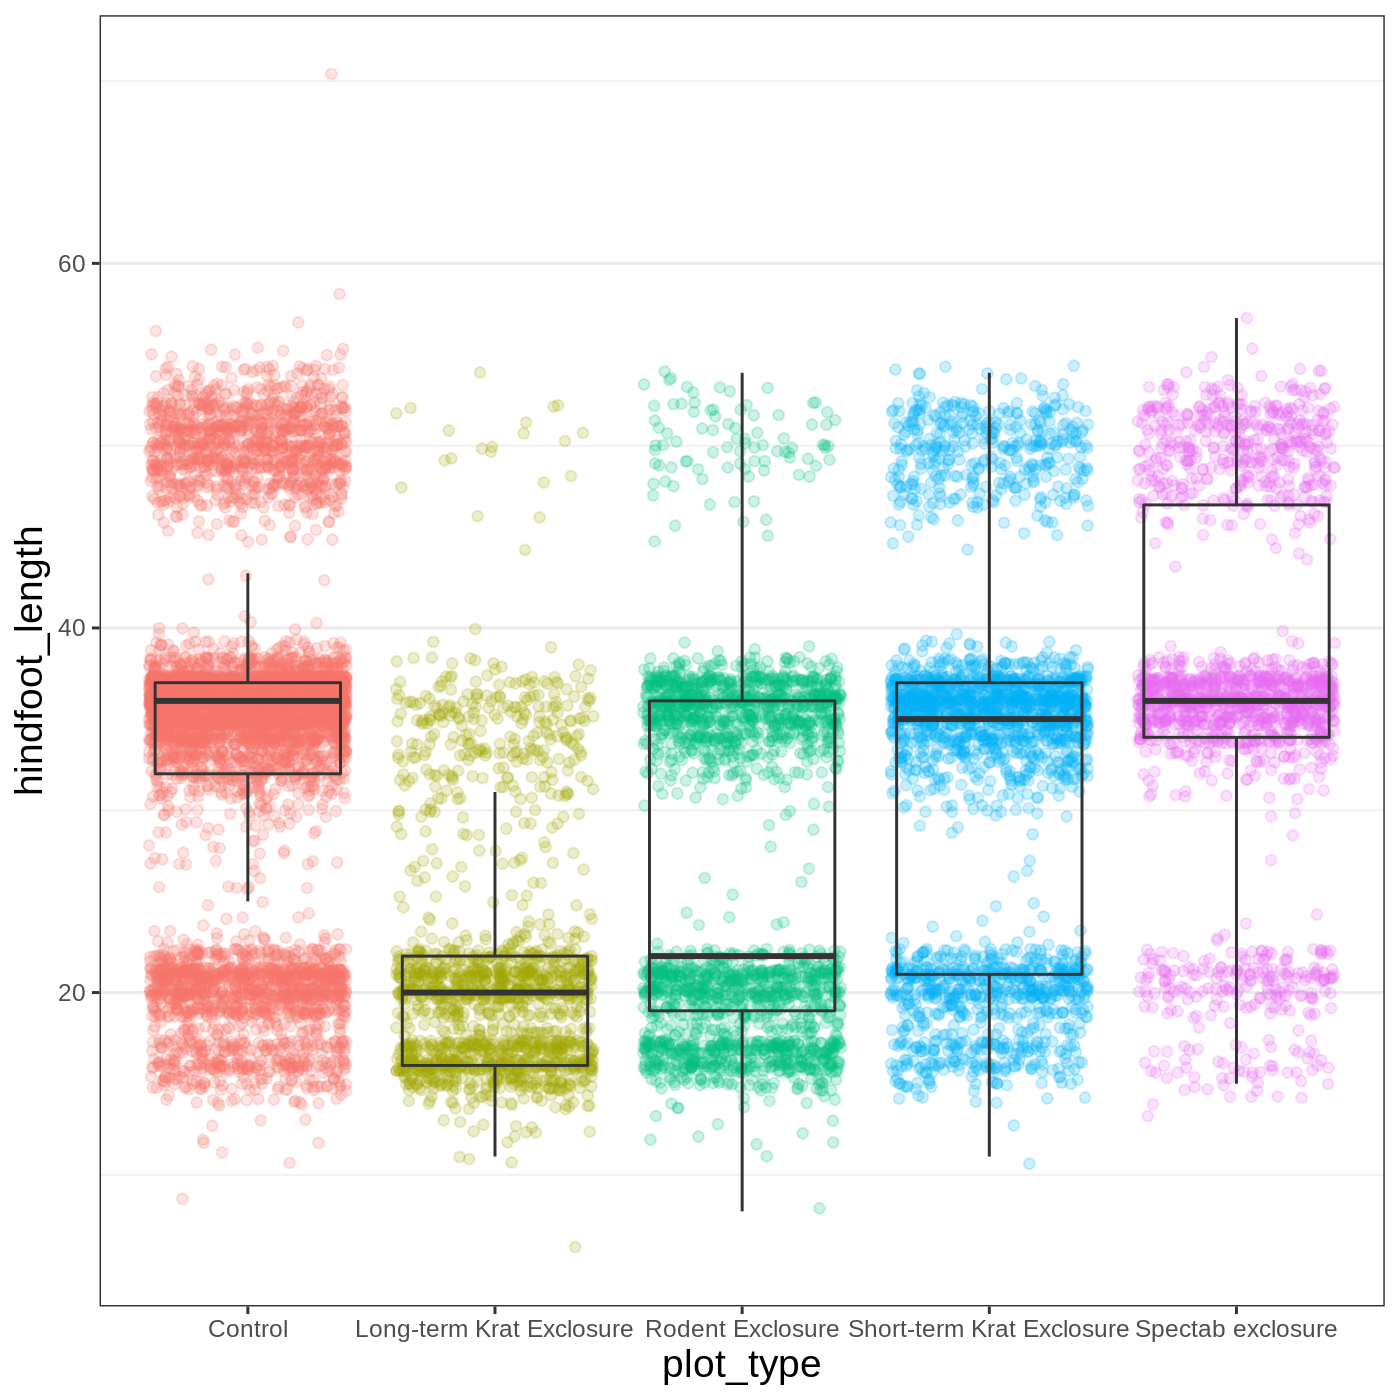 hindfoot_length
60
40
20
Control
Long-term Krat Exclosure
Rodent Exclosure
Short-term Krat Exclosure
Spectab exclosure
plot_type